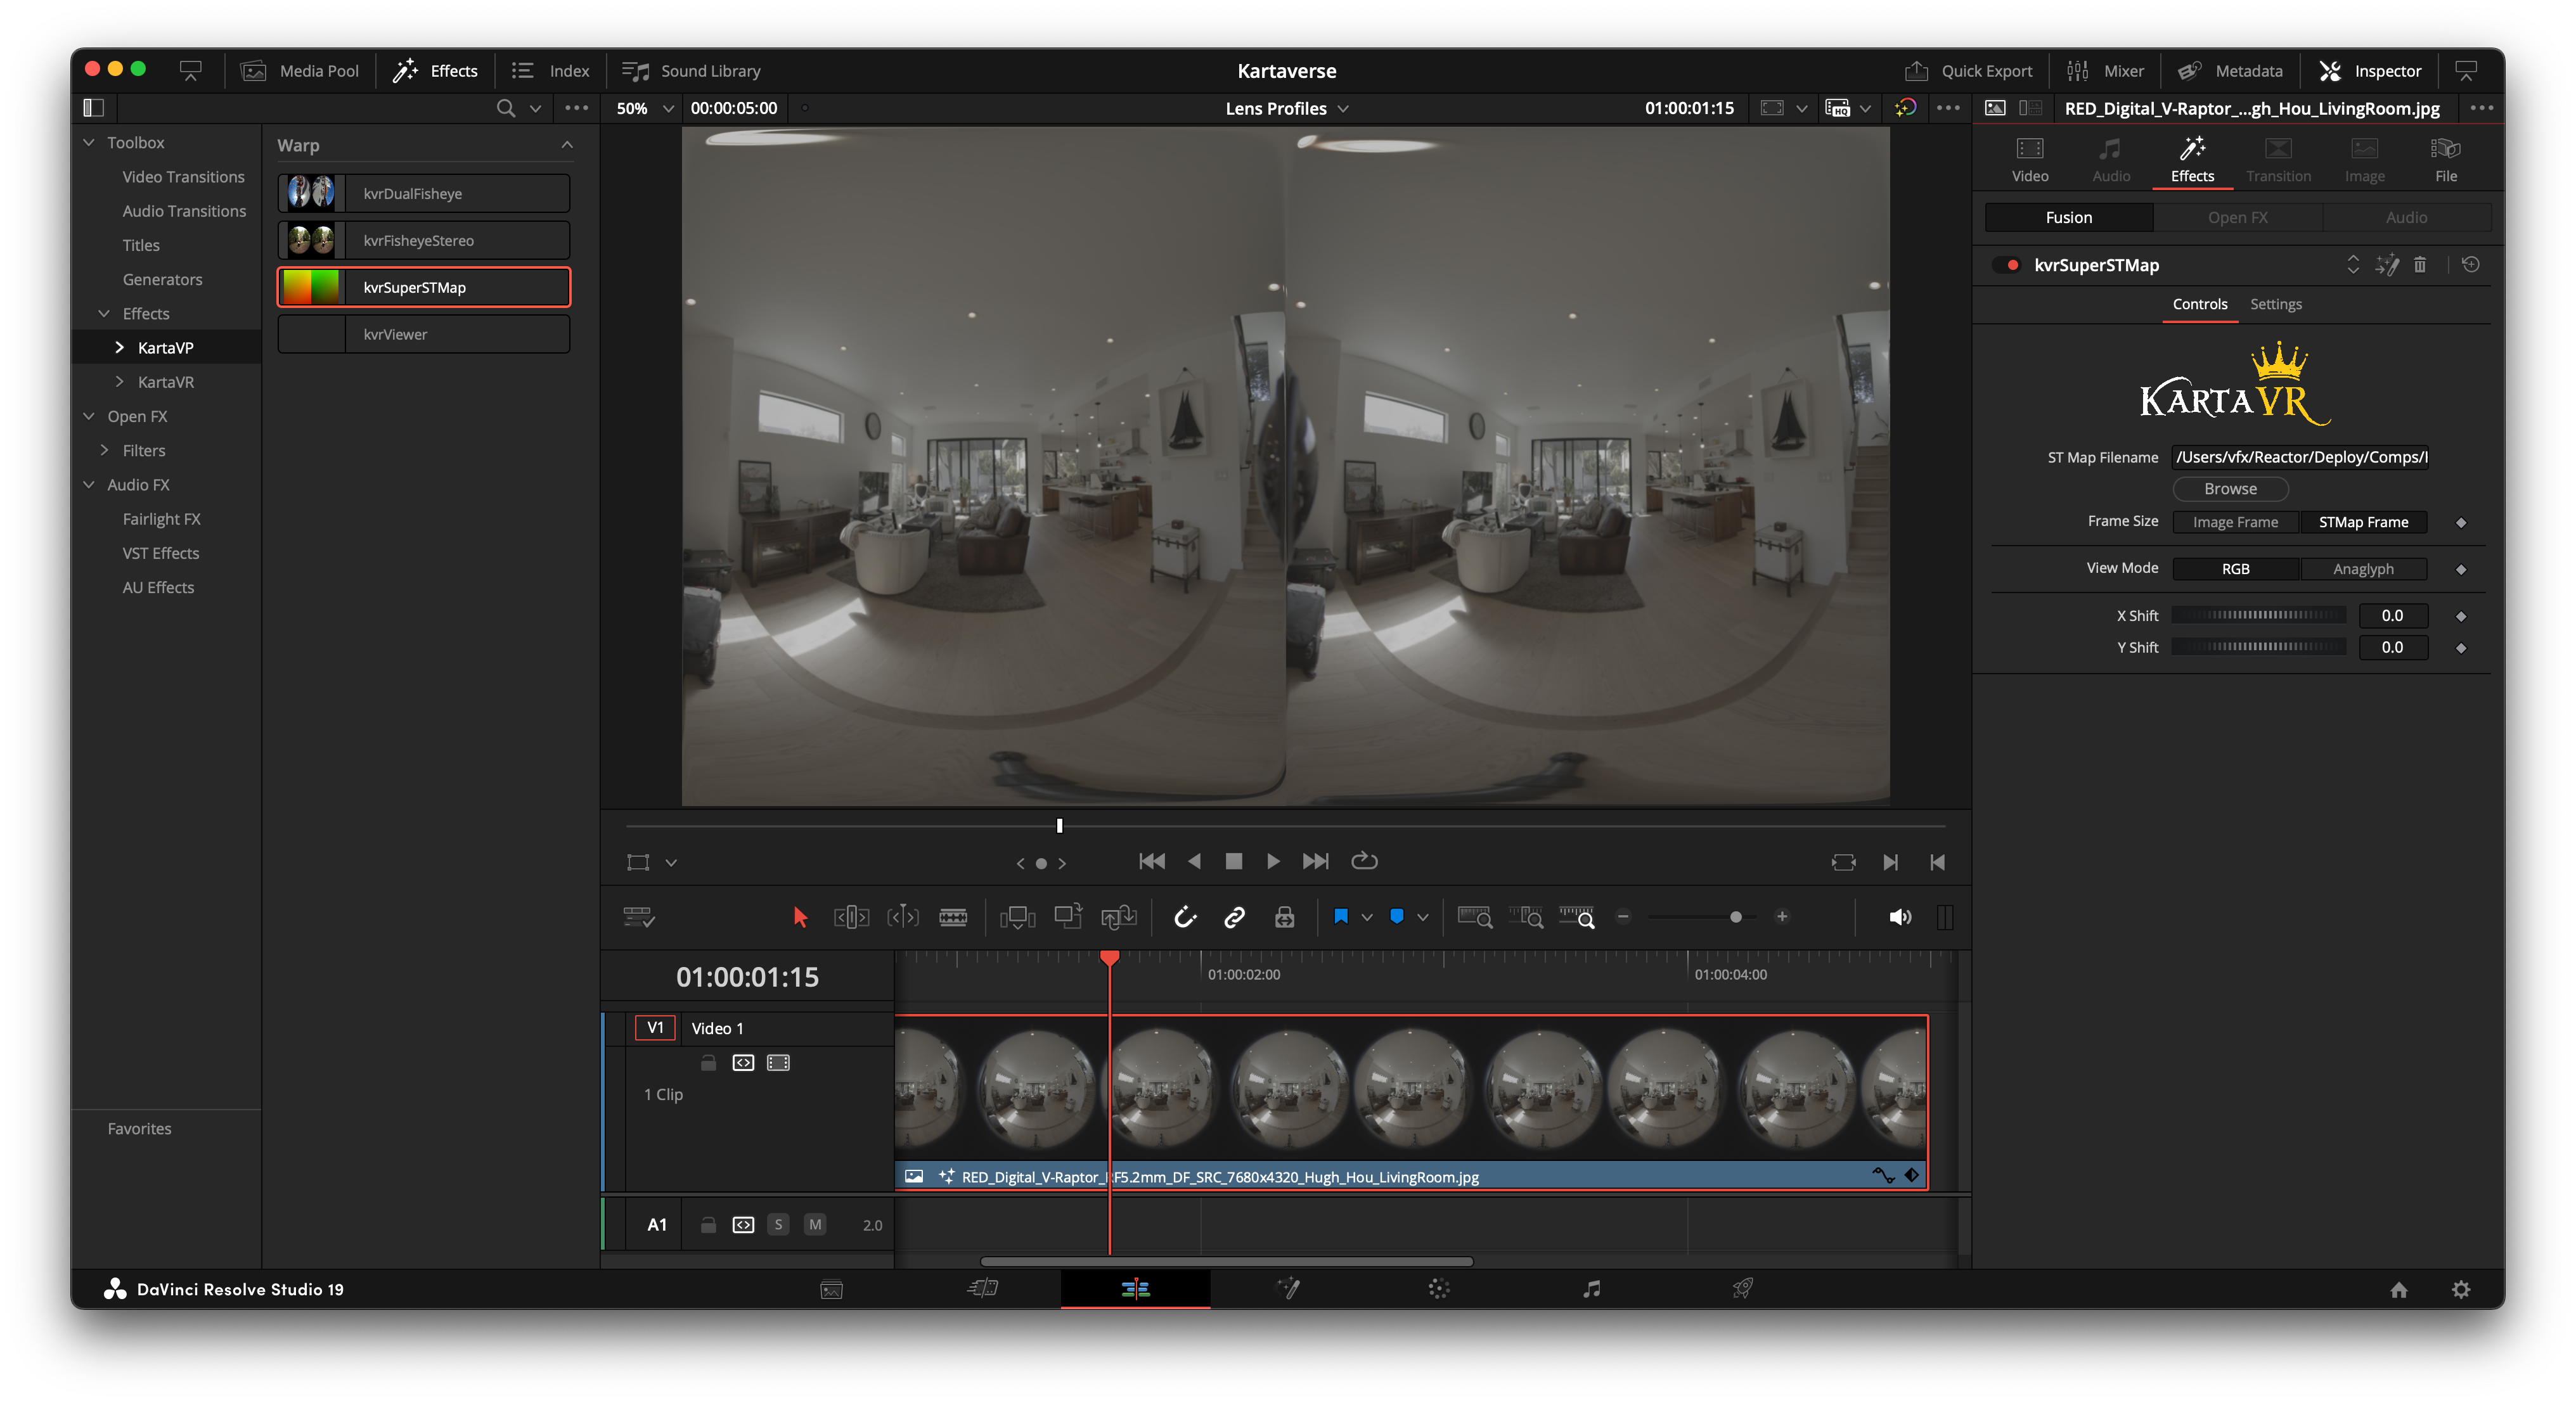 Media Pool
Effects
Index
Sound Library
Kartaverse
Quick Export
Mixer
Metadata
Inspector
50%
00:00:05:00
Lens Profiles
01:00:01:15
HQ
RED_Digital_V-Raptor_...gh_Hou_LivingRoom.jpg
Toolbox
Video Transitions
Audio Transitions
Titles
Generators
Effects
KartaVP
KartaVR
Open FX
Filters
Audio FX
Fairlight FX
VST Effects
AU Effects
Favorites
Warp
kvrDualFisheye
kvrFisheyeStereo
kvrSuperSTMap
kvrViewer
Video
Audio
Effects
Transition
Image
File
Fusion
Open FX
Audio
kvrSuperSTMap
Controls
Settings
KARTAVR
ST Map Filename
/Users/vfx/Reactor/Deploy/Comps/
Browse
Frame Size
Image Frame
STMap Frame
View Mode
RGB
Anaglyph
X Shift
0.0
Y Shift
0.0
01:00:01:15
01:00:02:00
01:00:04:00
V1
Video 1
1 Clip
RED_Digital_V-Raptor_RF5.2mm_DF_SRC_7680x4320_Hugh_Hou_LivingRoom.jpg
A1
S
M
2.0
DaVinci Resolve Studio 19